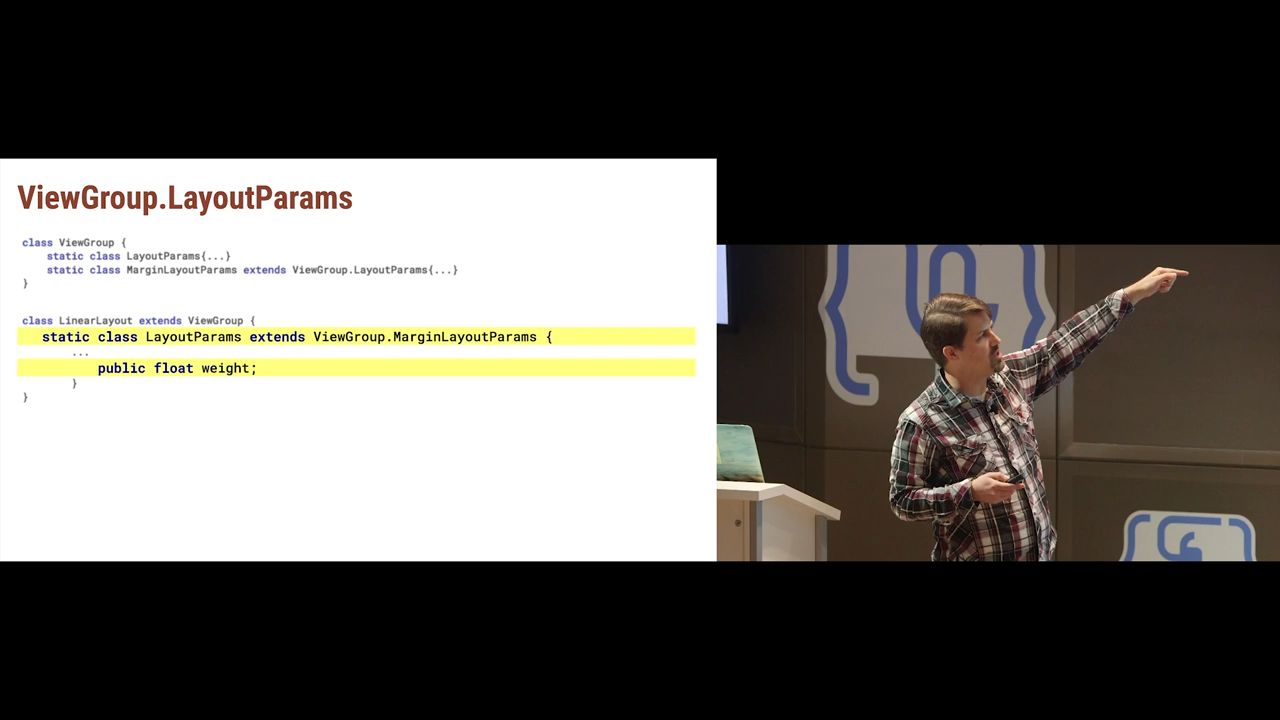 ViewGroup.LayoutParams
class ViewGroup {
static class LayoutParams{...}
static class MarginLayoutParams extends ViewGroup.LayoutParams{...}
}
class LinearLayout extends ViewGroup {
static class LayoutParams extends ViewGroup.MarginLayoutParams {
...
public float weight;
}
}